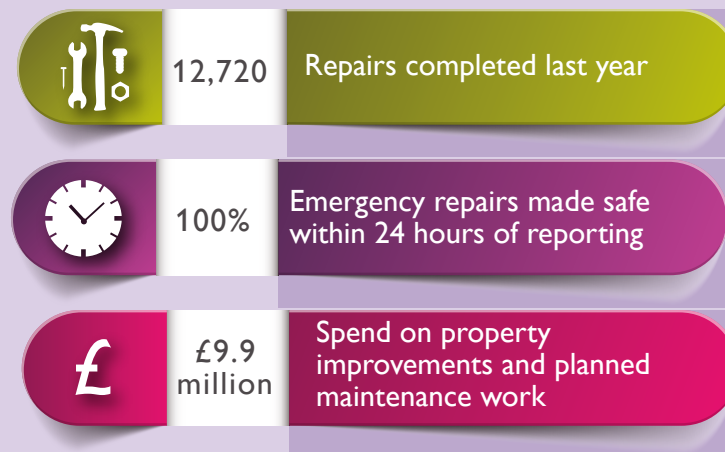 12,720
Repairs completed last year
100%
Emergency repairs made safe
within 24 hours of reporting
£
£9.9
million
Spend on property
improvements and planned
maintenance work